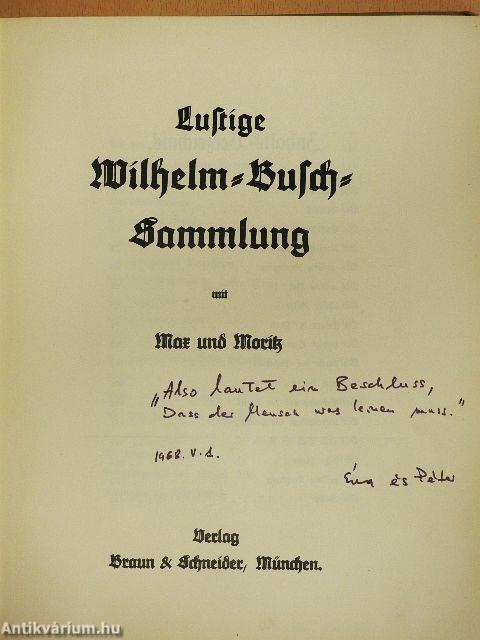 Lustige
Wilhelm-Busch-
Sammlung
mit
Max und Moritz
„Also lautet ein Beschluss,
Dass der Mensch was lernen muss."
1968. V. 1.
Éva és Péter
Verlag
Braun & Schneider, München.
Antikvárium.hu